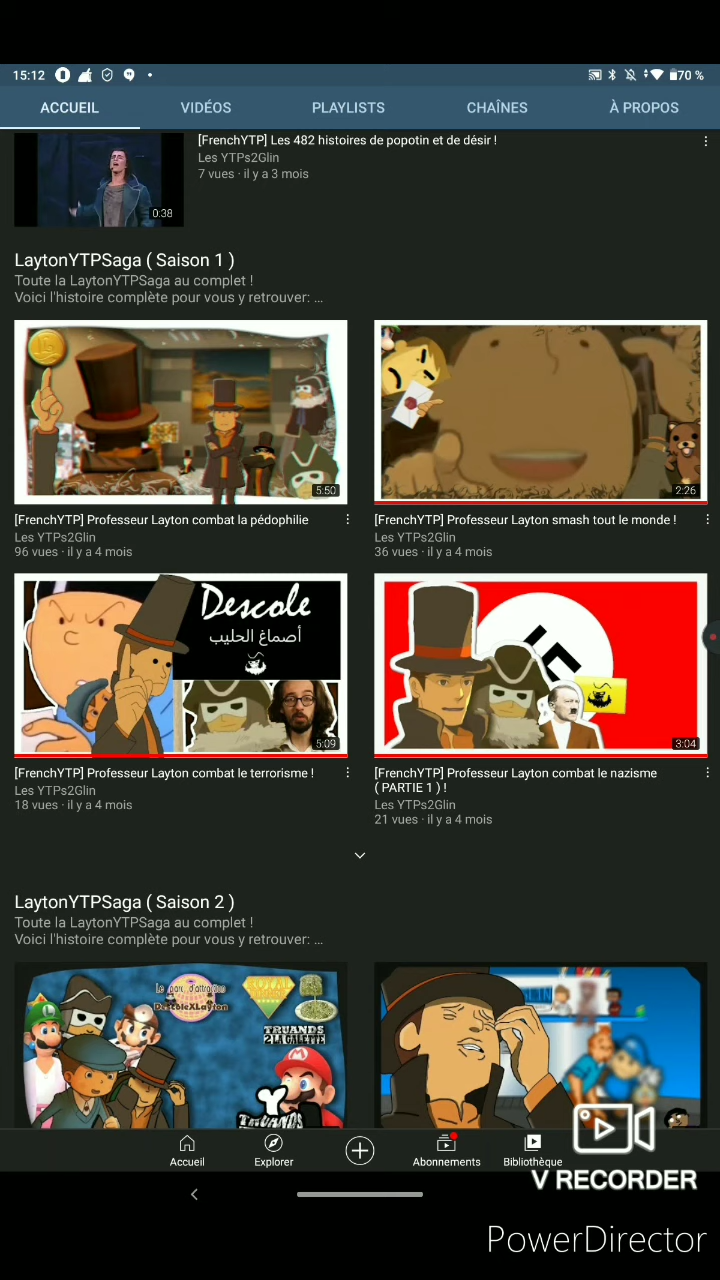 15:12
70 %
ACCUEIL
VIDÉOS
PLAYLISTS
CHAÎNES
À PROPOS
[FrenchYTP] Les 482 histoires de popotin et de désir !
Les YTPs2Glin
7 vues · il y a 3 mois
0:38
LaytonYTPSaga ( Saison 1 )
Toute la LaytonYTPSaga au complet !
Voici l'histoire complète pour vous y retrouver: ...
5:50
[FrenchYTP] Professeur Layton combat la pédophilie
Les YTPs2Glin
96 vues · il y a 4 mois
2:26
[FrenchYTP] Professeur Layton smash tout le monde !
Les YTPs2Glin
36 vues · il y a 4 mois
Descole
أصماغ الحليب
5:09
[FrenchYTP] Professeur Layton combat le terrorisme !
Les YTPs2Glin
18 vues · il y a 4 mois
3:04
[FrenchYTP] Professeur Layton combat le nazisme
( PARTIE 1 ) !
Les YTPs2Glin
21 vues · il y a 4 mois
LaytonYTPSaga ( Saison 2 )
Toute la LaytonYTPSaga au complet !
Voici l'histoire complète pour vous y retrouver: ...
Le parc d'attraction
DescoleXLayton
TOTAL
TRUANDS
2 LA GALETTE
TRUANDS
Accueil
Explorer
Abonnements
Bibliothèque
V RECORDER
PowerDirector